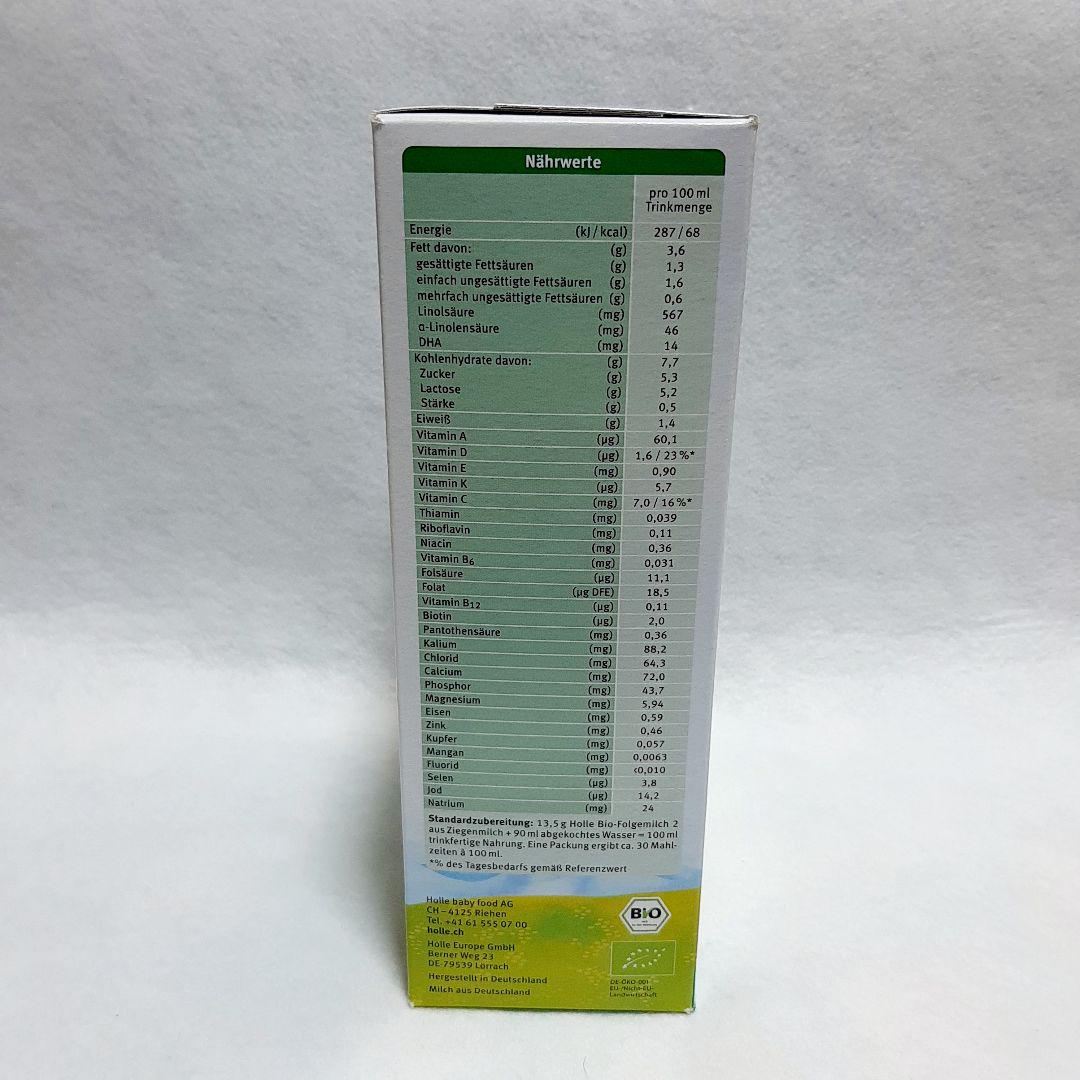 Nährwerte
pro 100 ml
Trinkmenge
Energie (kJ / kcal) 287 / 68
Fett davon: (g) 3,6
gesättigte Fettsäuren (g) 1,3
einfach ungesättigte Fettsäuren (g) 1,6
mehrfach ungesättigte Fettsäuren (g) 0,6
Linolsäure (mg) 567
α-Linolensäure (mg) 46
DHA (mg) 14
Kohlenhydrate davon: (g) 7,7
Zucker (g) 5,3
Lactose (g) 5,2
Stärke (g) 0,5
Eiweiß (g) 1,4
Vitamin A (µg) 60,1
Vitamin D (µg) 1,6 / 23 %*
Vitamin E (mg) 0,90
Vitamin K (µg) 5,7
Vitamin C (mg) 7,0 / 16 %*
Thiamin (mg) 0,039
Riboflavin (mg) 0,11
Niacin (mg) 0,36
Vitamin B6 (mg) 0,031
Folsäure (µg) 11,1
Folat (µg DFE) 18,5
Vitamin B12 (µg) 0,11
Biotin (µg) 2,0
Pantothensäure (mg) 0,36
Kalium (mg) 88,2
Chlorid (mg) 64,3
Calcium (mg) 72,0
Phosphor (mg) 43,7
Magnesium (mg) 5,94
Eisen (mg) 0,59
Zink (mg) 0,46
Kupfer (mg) 0,057
Mangan (mg) 0,0063
Fluorid (mg) <0,010
Selen (µg) 3,8
Jod (µg) 14,2
Natrium (mg) 24
Standardzubereitung: 13,5 g Holle Bio-Folgemilch 2
aus Ziegenmilch + 90 ml abgekochtes Wasser = 100 ml
trinkfertige Nahrung. Eine Packung ergibt ca. 30 Mahl-
zeiten à 100 ml.
*% des Tagesbedarfs gemäß Referenzwert
Holle baby food AG
CH – 4125 Riehen
Tel. +41 61 555 07 00
holle.ch
Holle Europe GmbH
Berner Weg 23
DE-79539 Lörrach
Hergestellt in Deutschland
Milch aus Deutschland
BIO
DE-ÖKO-001
EU-/Nicht-EU-
Landwirtschaft